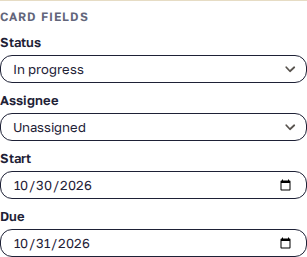 CARD FIELDS
Status
In progress
Assignee
Unassigned
Start
10/30/2026
Due
10/31/2026